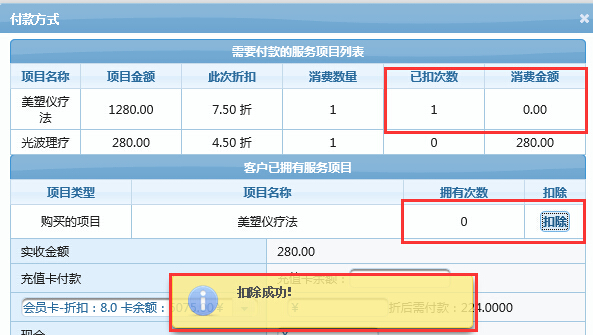 付款方式
需要付款的服务项目列表
项目名称 项目金额 此次折扣 消费数量 已扣次数 消费金额
美塑仪疗法 1280.00 7.50 折 1 1 0.00
光波理疗 280.00 4.50 折 1 0 280.00
客户已拥有服务项目
项目类型 项目名称 拥有次数 扣除
购买的项目 美塑仪疗法 0 扣除
实收金额 280.00
充值卡付款 充值卡余额:
扣除成功!
会员卡-折扣:8.0 卡余额:6075.00¥ ¥ 折后需付款:224.0000
现金 ¥